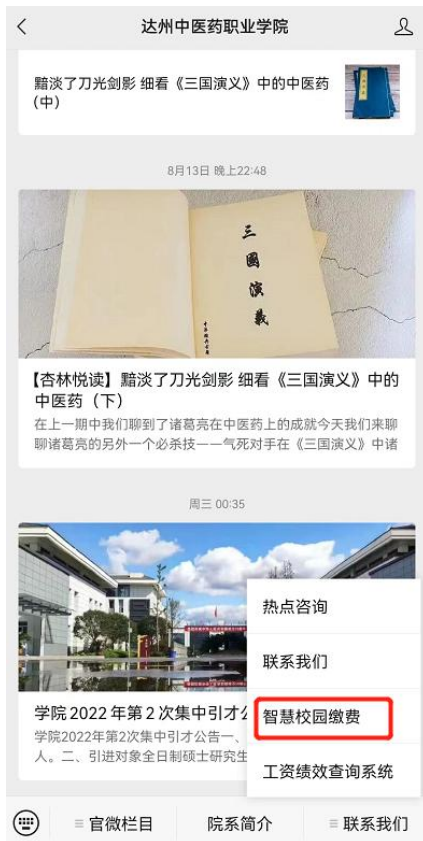 达州中医药职业学院
黯淡了刀光剑影 细看《三国演义》中的中医药
（中）
8月13日 晚上22:48
三
國
演
義
【杏林悦读】黯淡了刀光剑影 细看《三国演义》中的
中医药（下）
在上一期中我们聊到了诸葛亮在中医药上的成就今天我们来聊
聊诸葛亮的另外一个必杀技——气死对手在《三国演义》中诸
周三 00:35
学院2022年第2次集中引才
学院2022年第2次集中引才公告一、
人。二、引进对象全日制硕士研究生
热点咨询
联系我们
智慧校园缴费
工资绩效查询系统
官微栏目
院系简介
联系我们